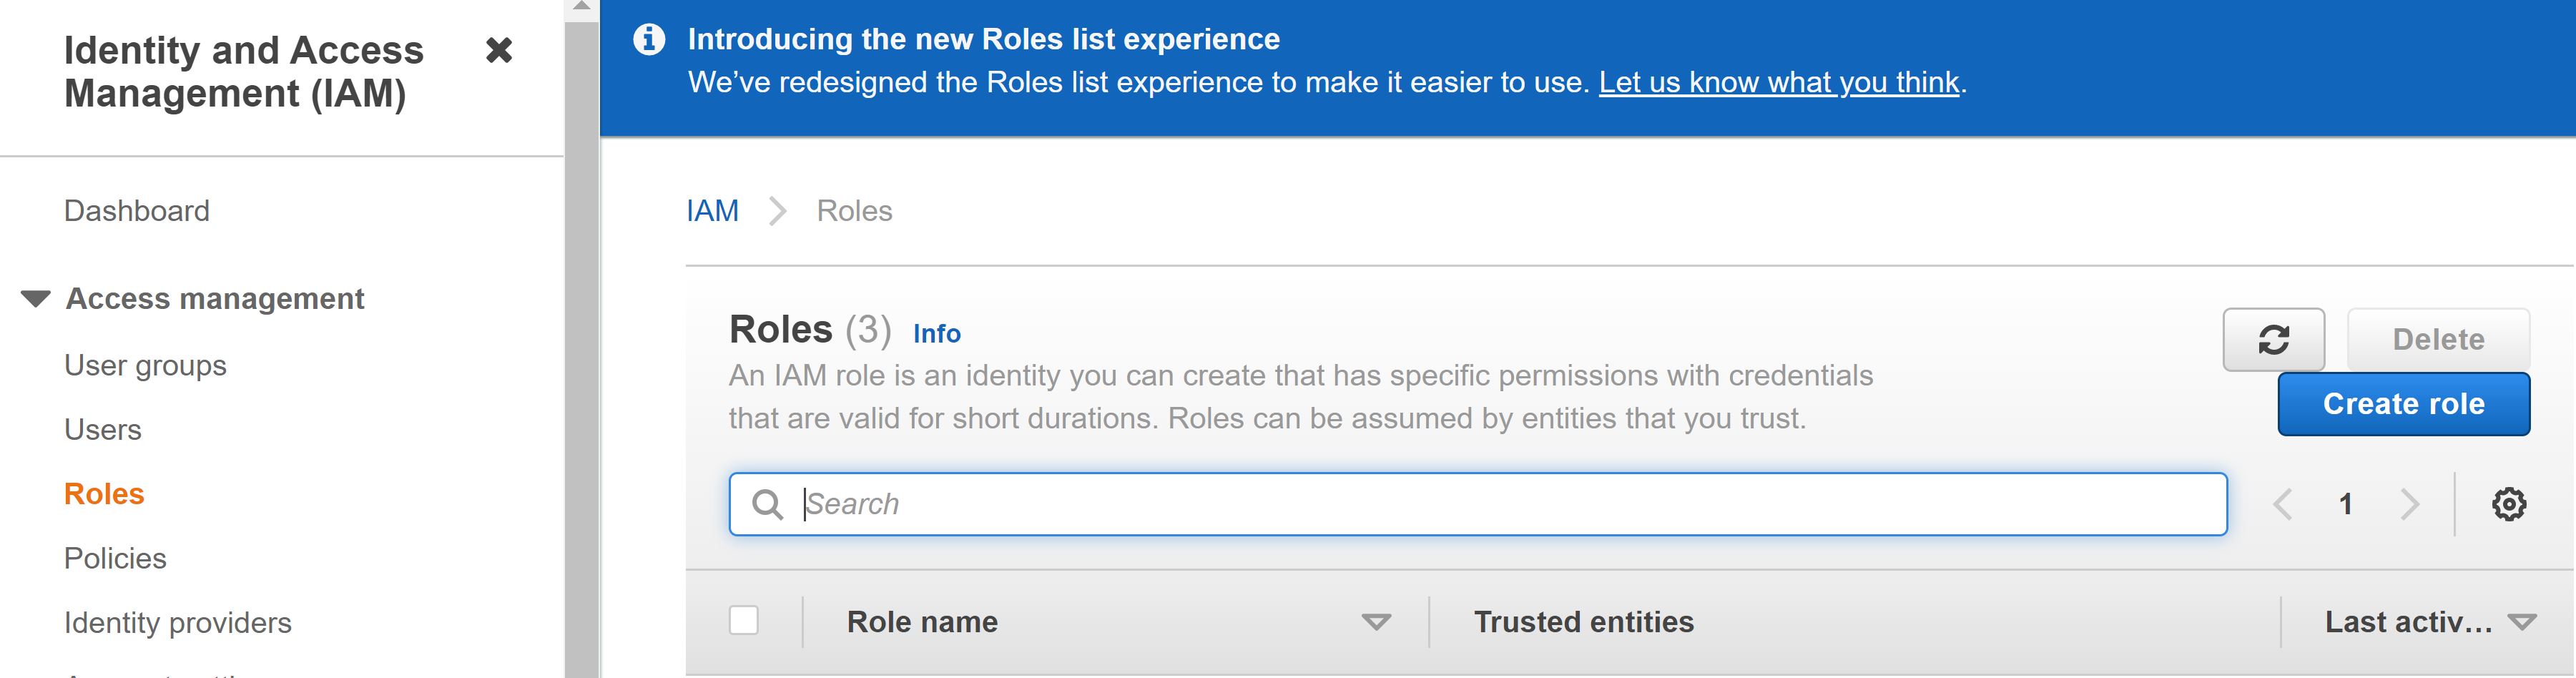 Identity and Access
Management (IAM)
Dashboard
Access management
User groups
Users
Roles
Policies
Identity providers
Introducing the new Roles list experience
We’ve redesigned the Roles list experience to make it easier to use. Let us know what you think.
IAM
Roles
Roles (3) Info
An IAM role is an identity you can create that has specific permissions with credentials
that are valid for short durations. Roles can be assumed by entities that you trust.
Delete
Create role
Search
1
Role name
Trusted entities
Last activ...